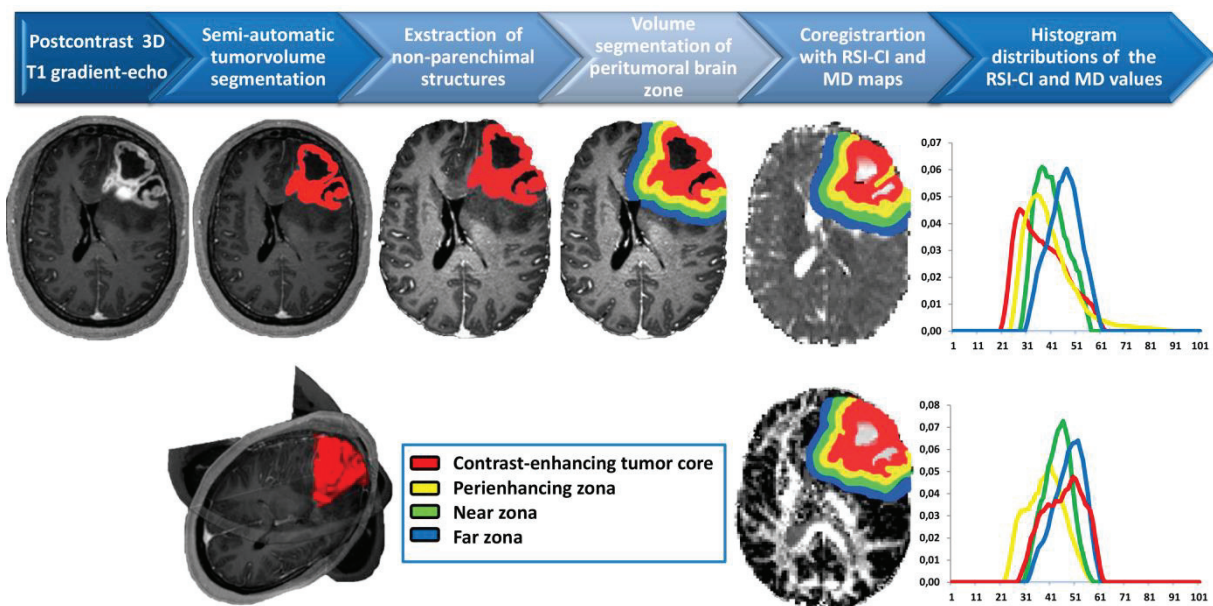 Postcontrast 3D
T1 gradient-echo
Semi-automatic
tumorvolume
segmentation
Exstraction of
non-parenchimal
structures
Volume
segmentation of
peritumoral brain
zone
Coregistrartion
with RSI-CI and
MD maps
Histogram
distributions of the
RSI-CI and MD values
0,07
0,06
0,05
0,04
0,03
0,02
0,01
0,00
1 11 21 31 41 51 61 71 81 91 101
Contrast-enhancing tumor core
Perienhancing zona
Near zona
Far zona
0,08
0,07
0,06
0,05
0,04
0,03
0,02
0,01
0,00
1 11 21 31 41 51 61 71 81 91 101